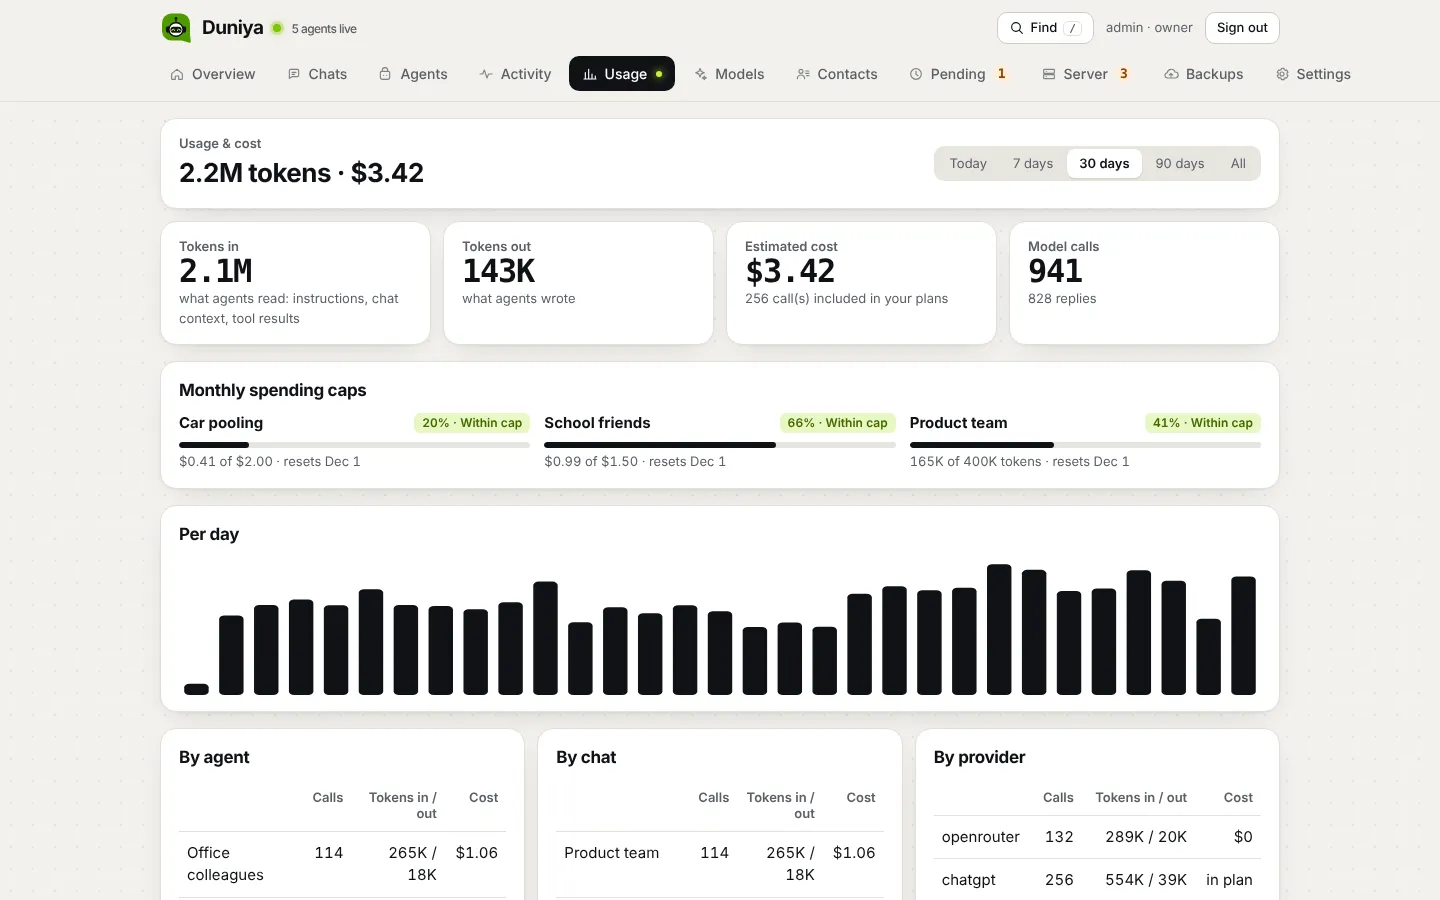 Duniya 5 agents live
Find / admin · owner Sign out
Overview Chats Agents Activity Usage Models Contacts Pending 1 Server 3 Backups Settings
Usage & cost
2.2M tokens · $3.42
Today 7 days 30 days 90 days All
Tokens in
2.1M
what agents read: instructions, chat
context, tool results
Tokens out
143K
what agents wrote
Estimated cost
$3.42
256 call(s) included in your plans
Model calls
941
828 replies
Monthly spending caps
Car pooling 20% · Within cap
$0.41 of $2.00 · resets Dec 1
School friends 66% · Within cap
$0.99 of $1.50 · resets Dec 1
Product team 41% · Within cap
165K of 400K tokens · resets Dec 1
Per day
By agent
Calls Tokens in / Cost
out
Office 114 265K / $1.06
colleagues 18K
By chat
Calls Tokens in / Cost
out
Product team 114 265K / $1.06
18K
By provider
Calls Tokens in / out Cost
openrouter 132 289K / 20K $0
chatgpt 256 554K / 39K in plan